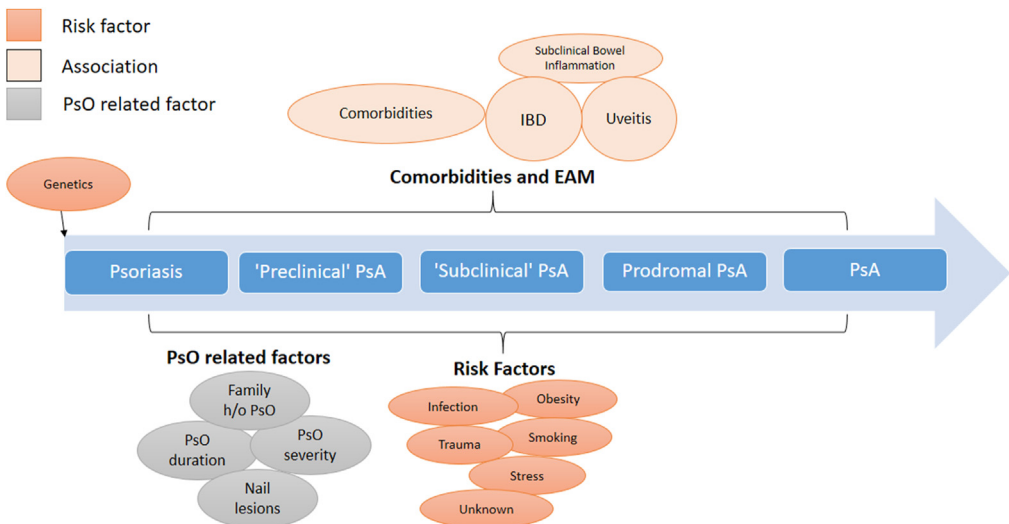 Risk factor
Association
PsO related factor
Subclinical Bowel
Inflammation
Comorbidities
IBD
Uveitis
Genetics
Comorbidities and EAM
Psoriasis
'Preclinical' PsA
'Subclinical' PsA
Prodromal PsA
PsA
PsO related factors
Family
h/o PsO
PsO
duration
PsO
severity
Nail
lesions
Risk Factors
Infection
Obesity
Trauma
Smoking
Stress
Unknown